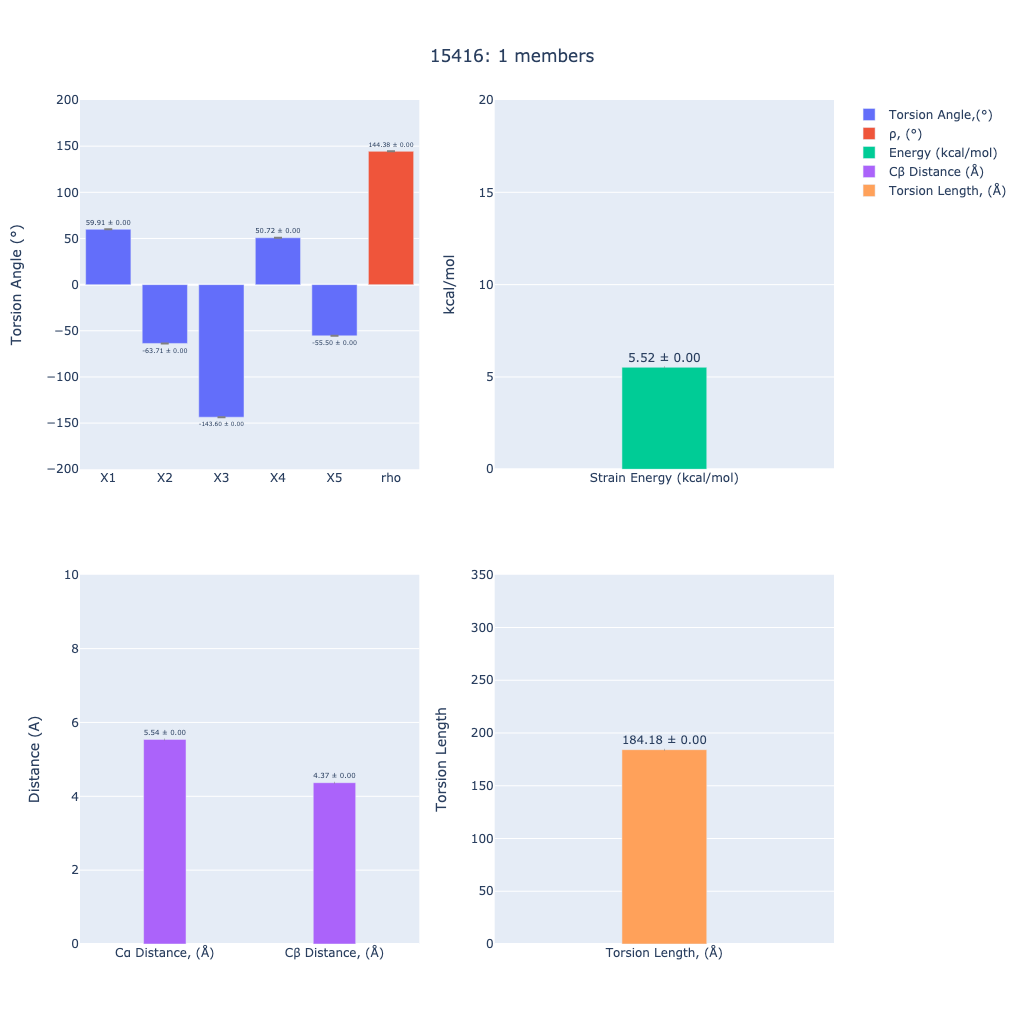 15416: 1 members
Torsion Angle (°)
200
150
100
50
0
−50
−100
−150
−200
59.91 ± 0.00
-63.71 ± 0.00
-143.60 ± 0.00
50.72 ± 0.00
-55.50 ± 0.00
144.38 ± 0.00
X1 X2 X3 X4 X5 rho
kcal/mol
20
15
10
5
0
5.52 ± 0.00
Strain Energy (kcal/mol)
Torsion Angle,(°)
ρ, (°)
Energy (kcal/mol)
Cβ Distance (Å)
Torsion Length, (Å)
Distance (A)
10
8
6
4
2
0
5.54 ± 0.00
4.37 ± 0.00
Cα Distance, (Å) Cβ Distance, (Å)
Torsion Length
350
300
250
200
150
100
50
0
184.18 ± 0.00
Torsion Length, (Å)